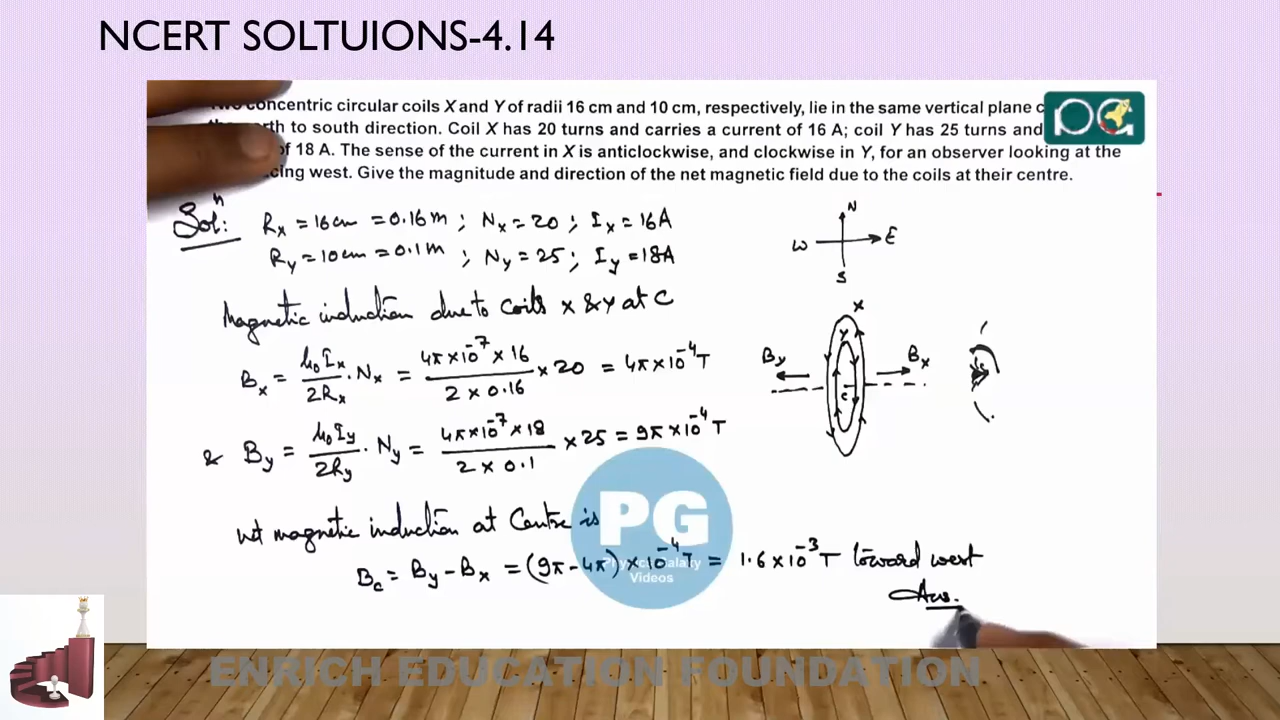 NCERT SOLTUIONS-4.14
concentric circular coils X and Y of radii 16 cm and 10 cm, respectively, lie in the same vertical plane
to south direction. Coil X has 20 turns and carries a current of 16 A; coil Y has 25 turns and
of 18 A. The sense of the current in X is anticlockwise, and clockwise in Y, for an observer looking at the
west. Give the magnitude and direction of the net magnetic field due to the coils at their centre.
Solⁿ: Rx = 16cm = 0.16m ; Nx = 20 ; Ix = 16A
Ry = 10cm = 0.1m ; Ny = 25 ; Iy = 18A
N
W E
S
Magnetic induction due to coils X & Y at C
Bx = μ₀Ix/2Rx . Nx = 4π×10⁻⁷×16 / 2×0.16 × 20 = 4π×10⁻⁴T
X
Y
By Bx
C
& By = μ₀Iy/2Ry . Ny = 4π×10⁻⁷×18 / 2×0.1 × 25 = 9π×10⁻⁴T
PG
net magnetic induction at Centre is
Bc = By - Bx = (9π - 4π)×10⁻⁴T = 1.6×10⁻³T toward west
Videos
Ans.
ENRICH EDUCATION FOUNDATION